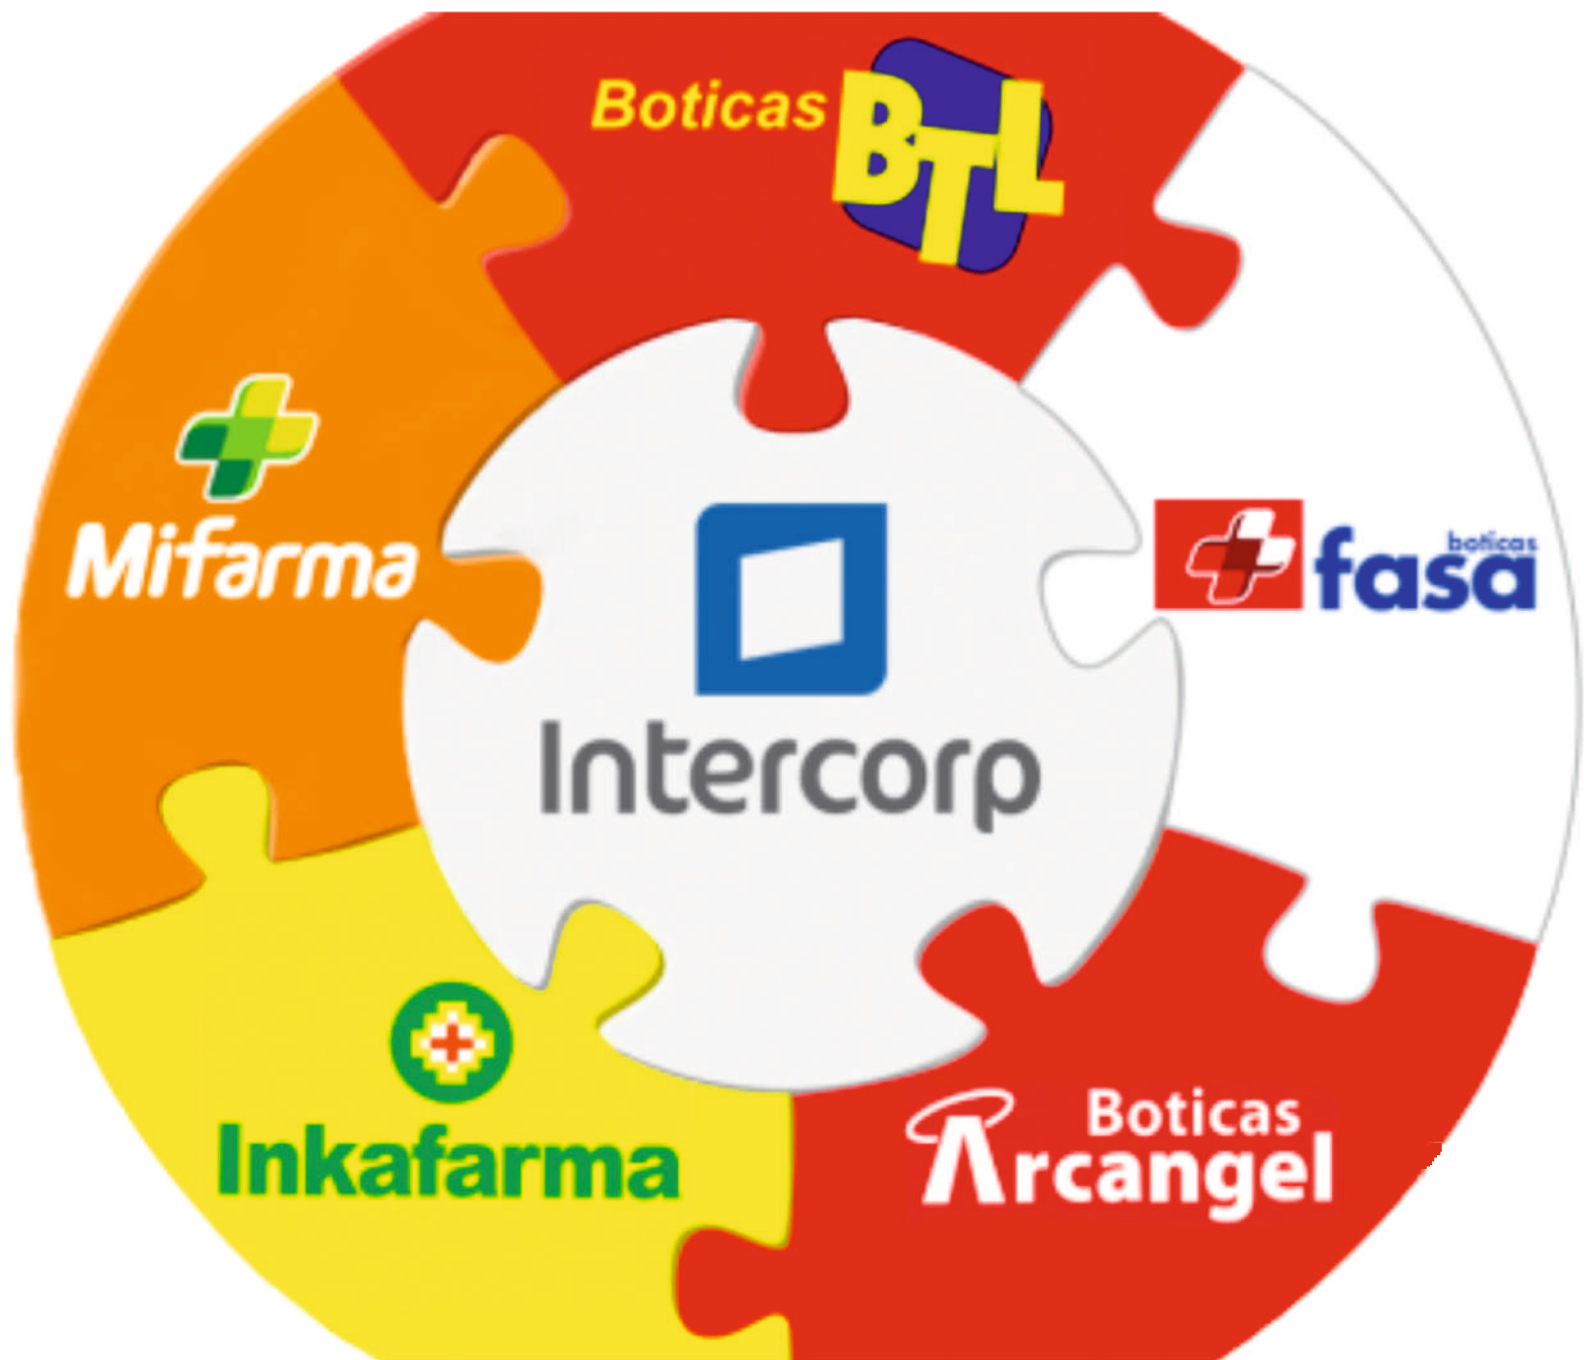 Boticas BTL
Mifarma
boticas
fasa
Intercorp
Inkafarma
Boticas
Arcangel